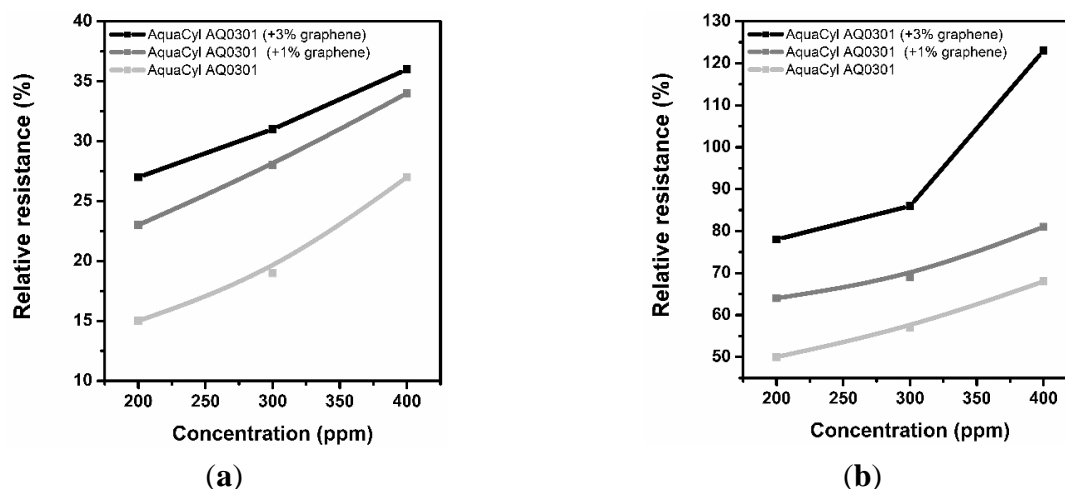 40
35
30
25
20
15
10
Relative resistance (%)
AquaCyl AQ0301 (+3% graphene)
AquaCyl AQ0301 (+1% graphene)
AquaCyl AQ0301
200 250 300 350 400
Concentration (ppm)
(a)
130
120
110
100
90
80
70
60
50
Relative resistance (%)
AquaCyl AQ0301 (+3% graphene)
AquaCyl AQ0301 (+1% graphene)
AquaCyl AQ0301
200 250 300 350 400
Concentration (ppm)
(b)